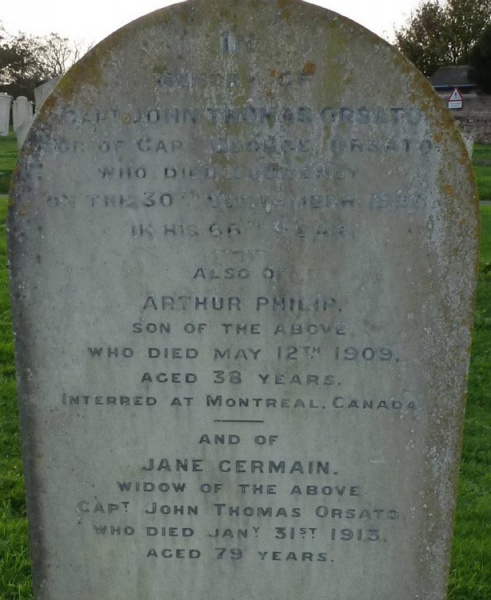 IN
MEMORY OF
CAPT. JOHN THOMAS ORSATO
SON OF CAPT. GEORGE ORSATO
WHO DIED SUDDENLY
ON THE 30TH SEPTEMBER
IN HIS 66TH YEAR
ALSO OF
ARTHUR PHILIP,
SON OF THE ABOVE
WHO DIED MAY 12TH 1909,
AGED 38 YEARS.
INTERRED AT MONTREAL, CANADA
AND OF
JANE GERMAIN,
WIDOW OF THE ABOVE
CAPT. JOHN THOMAS ORSATO.
WHO DIED JANY 31ST 1913.
AGED 79 YEARS.